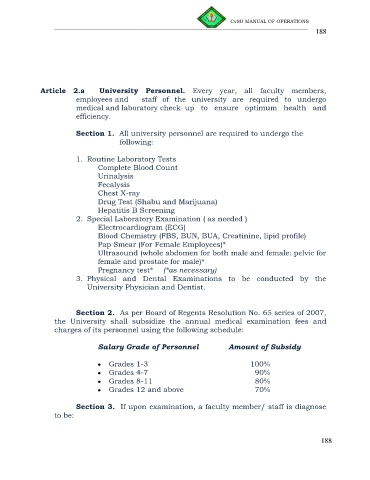 CvSU MANUAL OF OPERATIONS
188
Article 2.a University Personnel. Every year, all faculty members,
employees and staff of the university are required to undergo
medical and laboratory check- up to ensure optimum health and
efficiency.
Section 1. All university personnel are required to undergo the
following:
1. Routine Laboratory Tests
Complete Blood Count
Urinalysis
Fecalysis
Chest X-ray
Drug Test (Shabu and Marijuana)
Hepatitis B Screening
2. Special Laboratory Examination ( as needed )
Electrocardiogram (ECG)
Blood Chemistry (FBS, BUN, BUA, Creatinine, lipid profile)
Pap Smear (For Female Employees)*
Ultrasound (whole abdomen for both male and female: pelvic for
female and prostate for male)*
Pregnancy test* (*as necessary)
3. Physical and Dental Examinations to be conducted by the
University Physician and Dentist.
Section 2. As per Board of Regents Resolution No. 65 series of 2007,
the University shall subsidize the annual medical examination fees and
charges of its personnel using the following schedule:
Salary Grade of Personnel Amount of Subsidy
• Grades 1-3 100%
• Grades 4-7 90%
• Grades 8-11 80%
• Grades 12 and above 70%
Section 3. If upon examination, a faculty member/ staff is diagnose
to be:
188